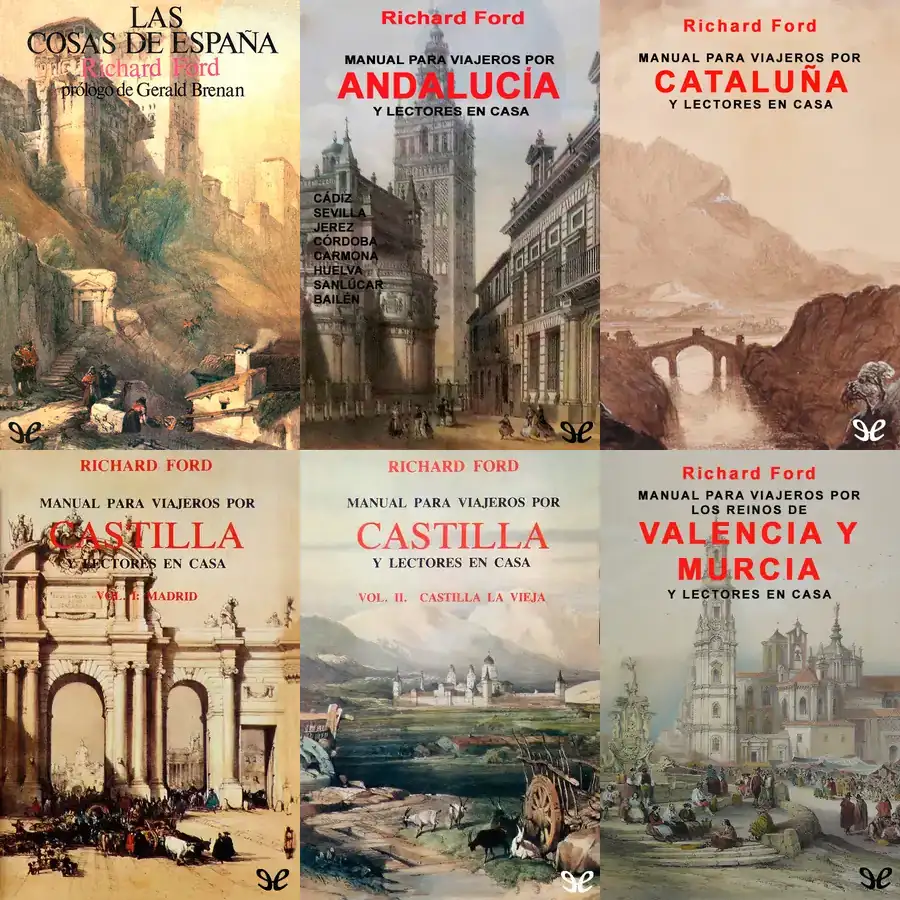 LAS
COSAS DE ESPAÑA
Richard Ford
prólogo de Gerald Brenan
Richard Ford
MANUAL PARA VIAJEROS POR
ANDALUCÍA
Y LECTORES EN CASA
CÁDIZ
SEVILLA
JEREZ
CÓRDOBA
CARMONA
HUELVA
SANLÚCAR
BAILÉN
Richard Ford
MANUAL PARA VIAJEROS POR
CATALUÑA
Y LECTORES EN CASA
RICHARD FORD
MANUAL PARA VIAJEROS POR
CASTILLA
Y LECTORES EN CASA
VOL. I: MADRID
RICHARD FORD
MANUAL PARA VIAJEROS POR
CASTILLA
Y LECTORES EN CASA
VOL. II. CASTILLA LA VIEJA
Richard Ford
MANUAL PARA VIAJEROS POR
LOS REINOS DE
VALENCIA Y
MURCIA
Y LECTORES EN CASA